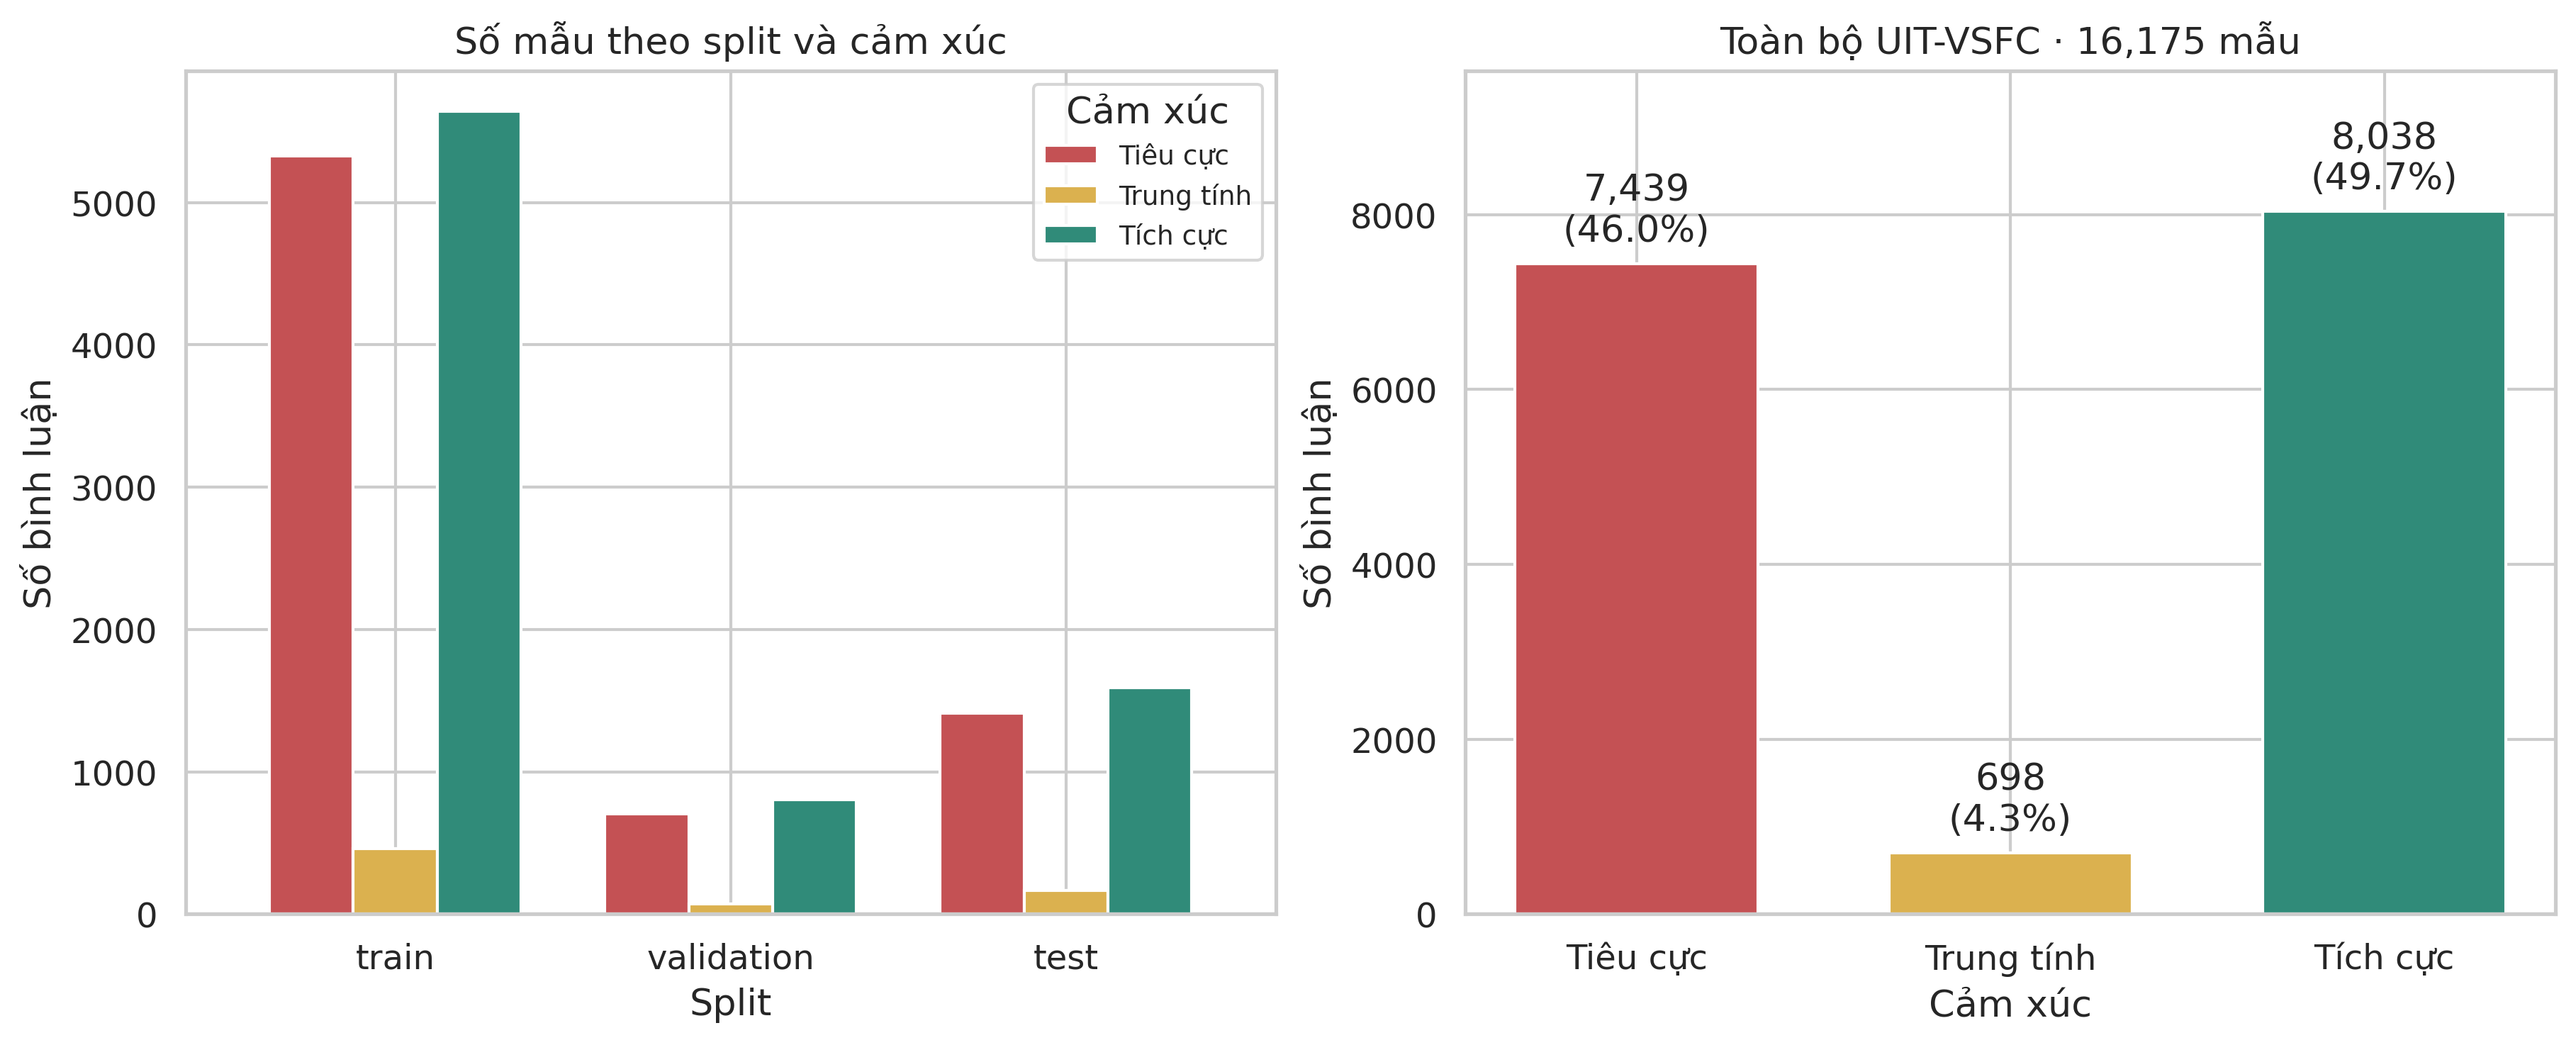 Số mẫu theo split và cảm xúc
Số bình luận
5000
4000
3000
2000
1000
0
Cảm xúc
Tiêu cực
Trung tính
Tích cực
train validation test
Split
Toàn bộ UIT-VSFC · 16,175 mẫu
Số bình luận
8000
6000
4000
2000
0
7,439
(46.0%)
698
(4.3%)
8,038
(49.7%)
Tiêu cực Trung tính Tích cực
Cảm xúc